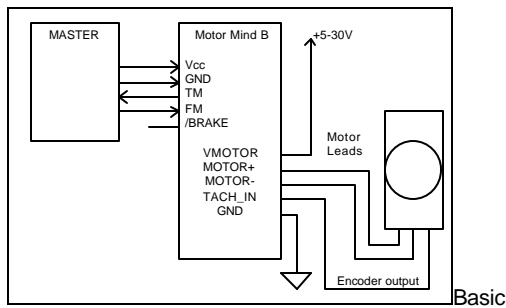 MASTER
Motor Mind B
+5-30V
Vcc
GND
TM
FM
/BRAKE
Motor
Leads
VMOTOR
MOTOR+
MOTOR-
TACH_IN
GND
Encoder output
Basic